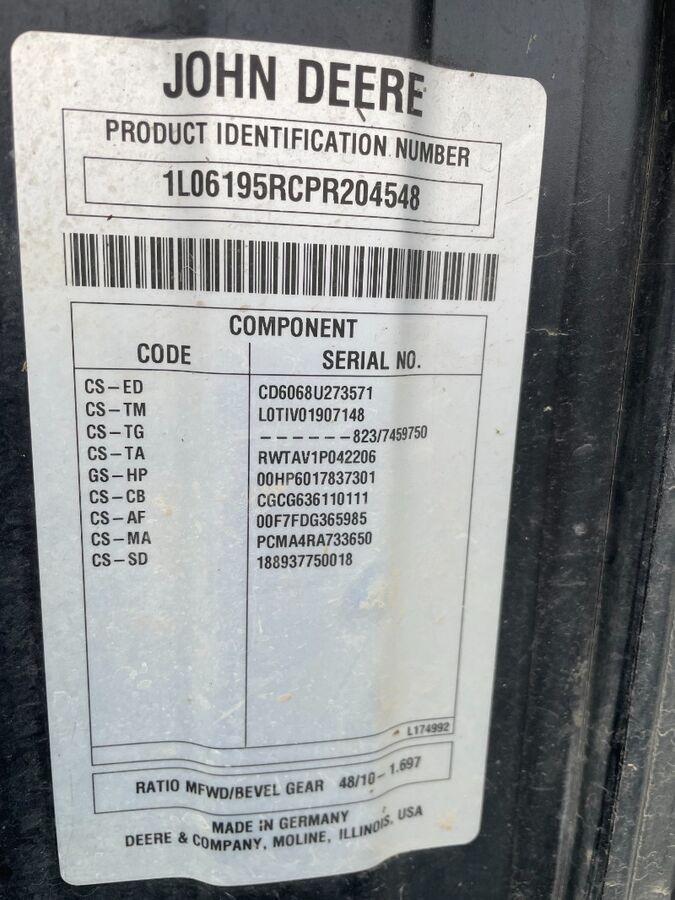 JOHN DEERE
PRODUCT IDENTIFICATION NUMBER
1L06195RCPR204548
COMPONENT
CODE SERIAL NO.
CS-ED CD6068U273571
CS-TM L0TIV01907148
CS-TG ------823/7459750
CS-TA RWTAV1P042206
GS-HP 00HP6017837301
CS-CB CGCG636110111
CS-AF 00F7FDG365985
CS-MA PCMA4RA733650
CS-SD 188937750018
L174992
RATIO MFWD/BEVEL GEAR 48/10-1.697
MADE IN GERMANY
DEERE & COMPANY, MOLINE, ILLINOIS, USA